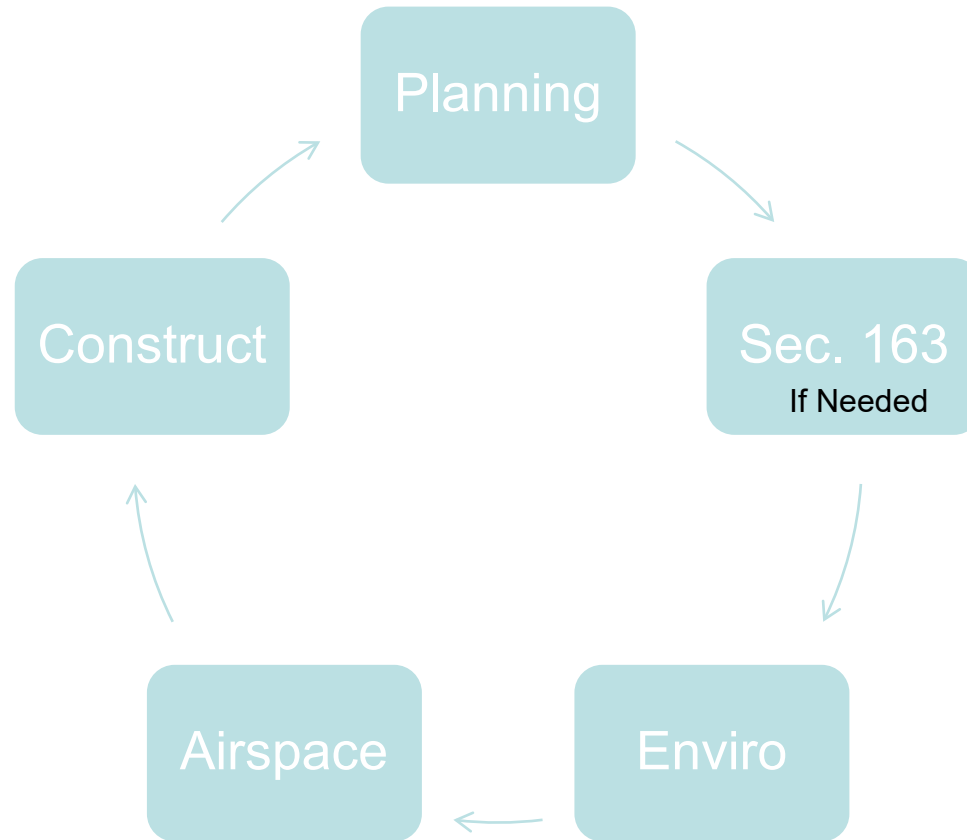 Planning
Sec. 163
If Needed
Enviro
Airspace
Construct